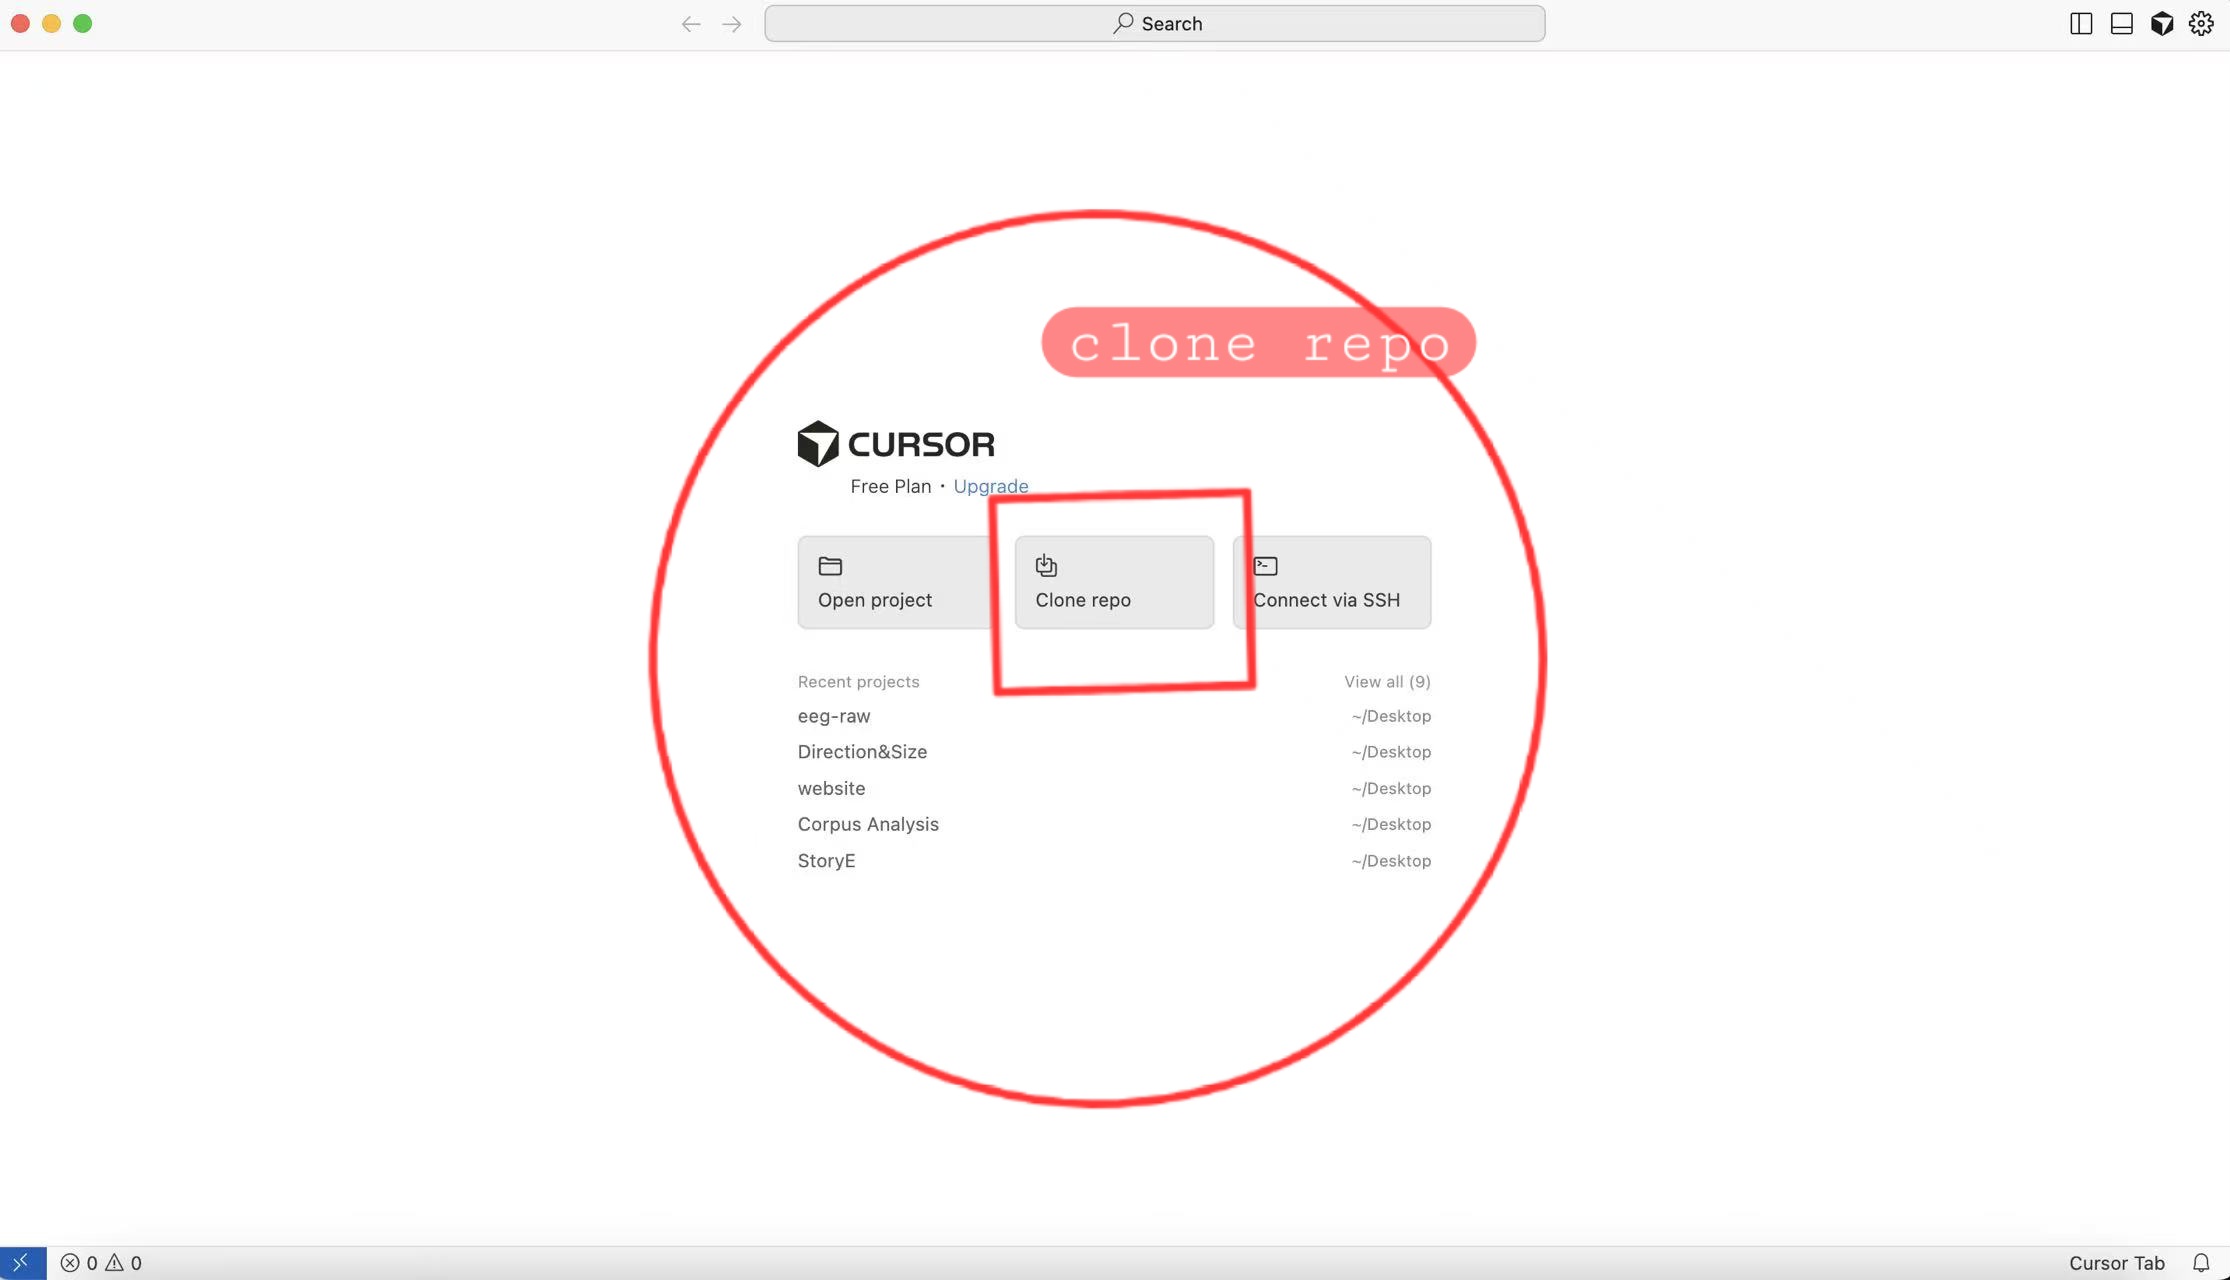 Search
clone repo
CURSOR
Free Plan · Upgrade
Open project
Clone repo
Connect via SSH
Recent projects
View all (9)
eeg-raw
~/Desktop
Direction&Size
~/Desktop
website
~/Desktop
Corpus Analysis
~/Desktop
StoryE
~/Desktop
0 0
Cursor Tab